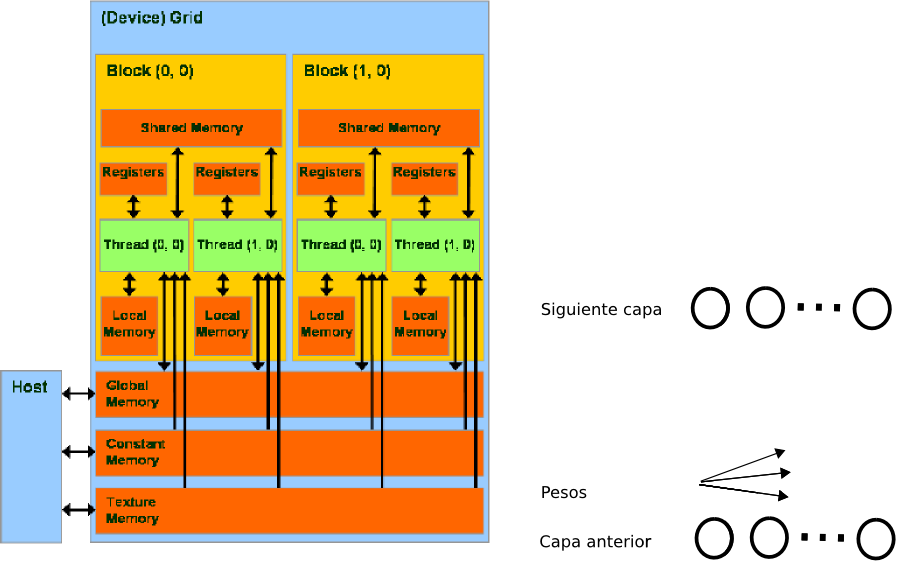 (Device) Grid
Block (0, 0)
Block (1, 0)
Shared Memory
Shared Memory
Registers
Registers
Registers
Registers
Thread (0, 0)
Thread (1, 0)
Thread (0, 0)
Thread (1, 0)
Local
Memory
Local
Memory
Local
Memory
Local
Memory
Host
Global
Memory
Constant
Memory
Texture
Memory
Siguiente capa
Pesos
Capa anterior